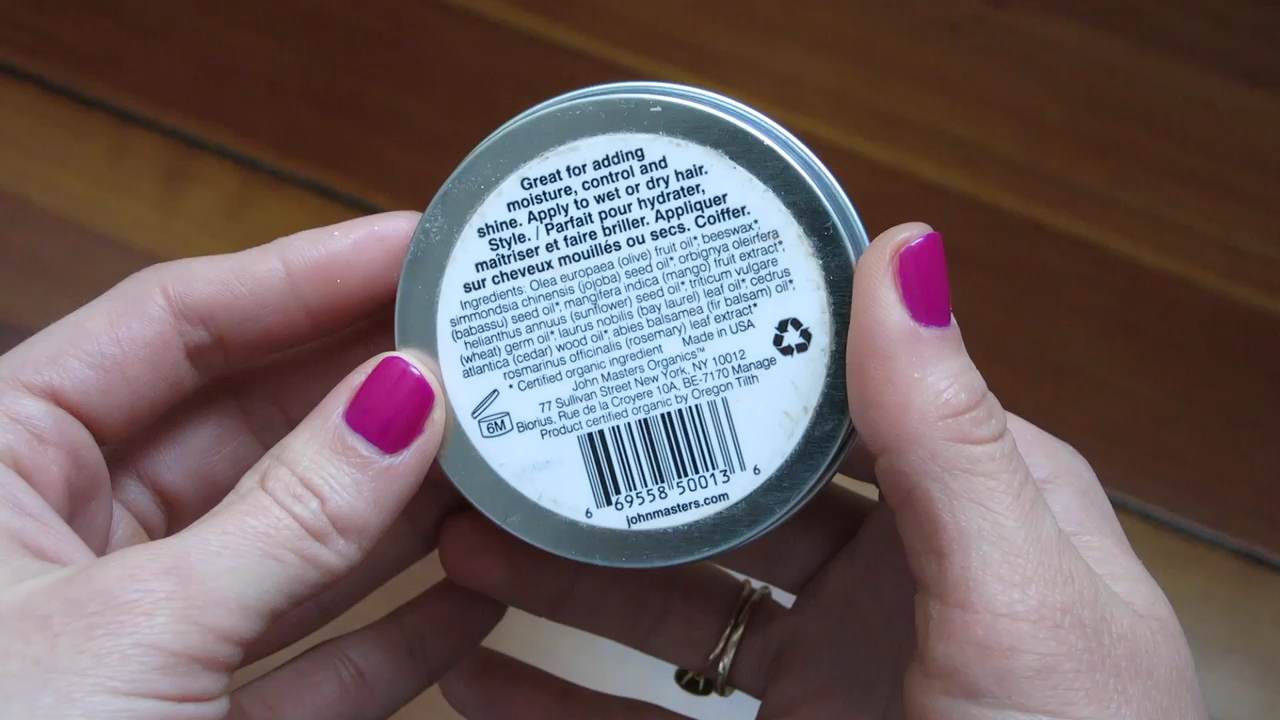 Great for adding
moisture, control and
shine. Apply to wet or dry hair.
Style. / Parfait pour hydrater,
maîtriser et faire briller. Appliquer
sur cheveux mouillés ou secs. Coiffer.
Ingredients: Olea europaea (olive) fruit oil*, beeswax*,
simmondsia chinensis (jojoba) seed oil*, orbignya oleifera
(babassu) seed oil*, mangifera indica (mango) fruit extract*,
helianthus annuus (sunflower) seed oil*, triticum vulgare
(wheat) germ oil*, laurus nobilis (bay laurel) leaf oil*, cedrus
atlantica (cedar) wood oil*, abies balsamea (fir balsam) oil*,
rosmarinus officinalis (rosemary) leaf extract*
* Certified organic ingredient Made in USA
John Masters Organics™
77 Sullivan Street New York, NY 10012
Biorius, Rue de la Croyere 10A, BE-7170 Manage
Product certified organic by Oregon Tilth
6M
6 69558 50013 6
johnmasters.com